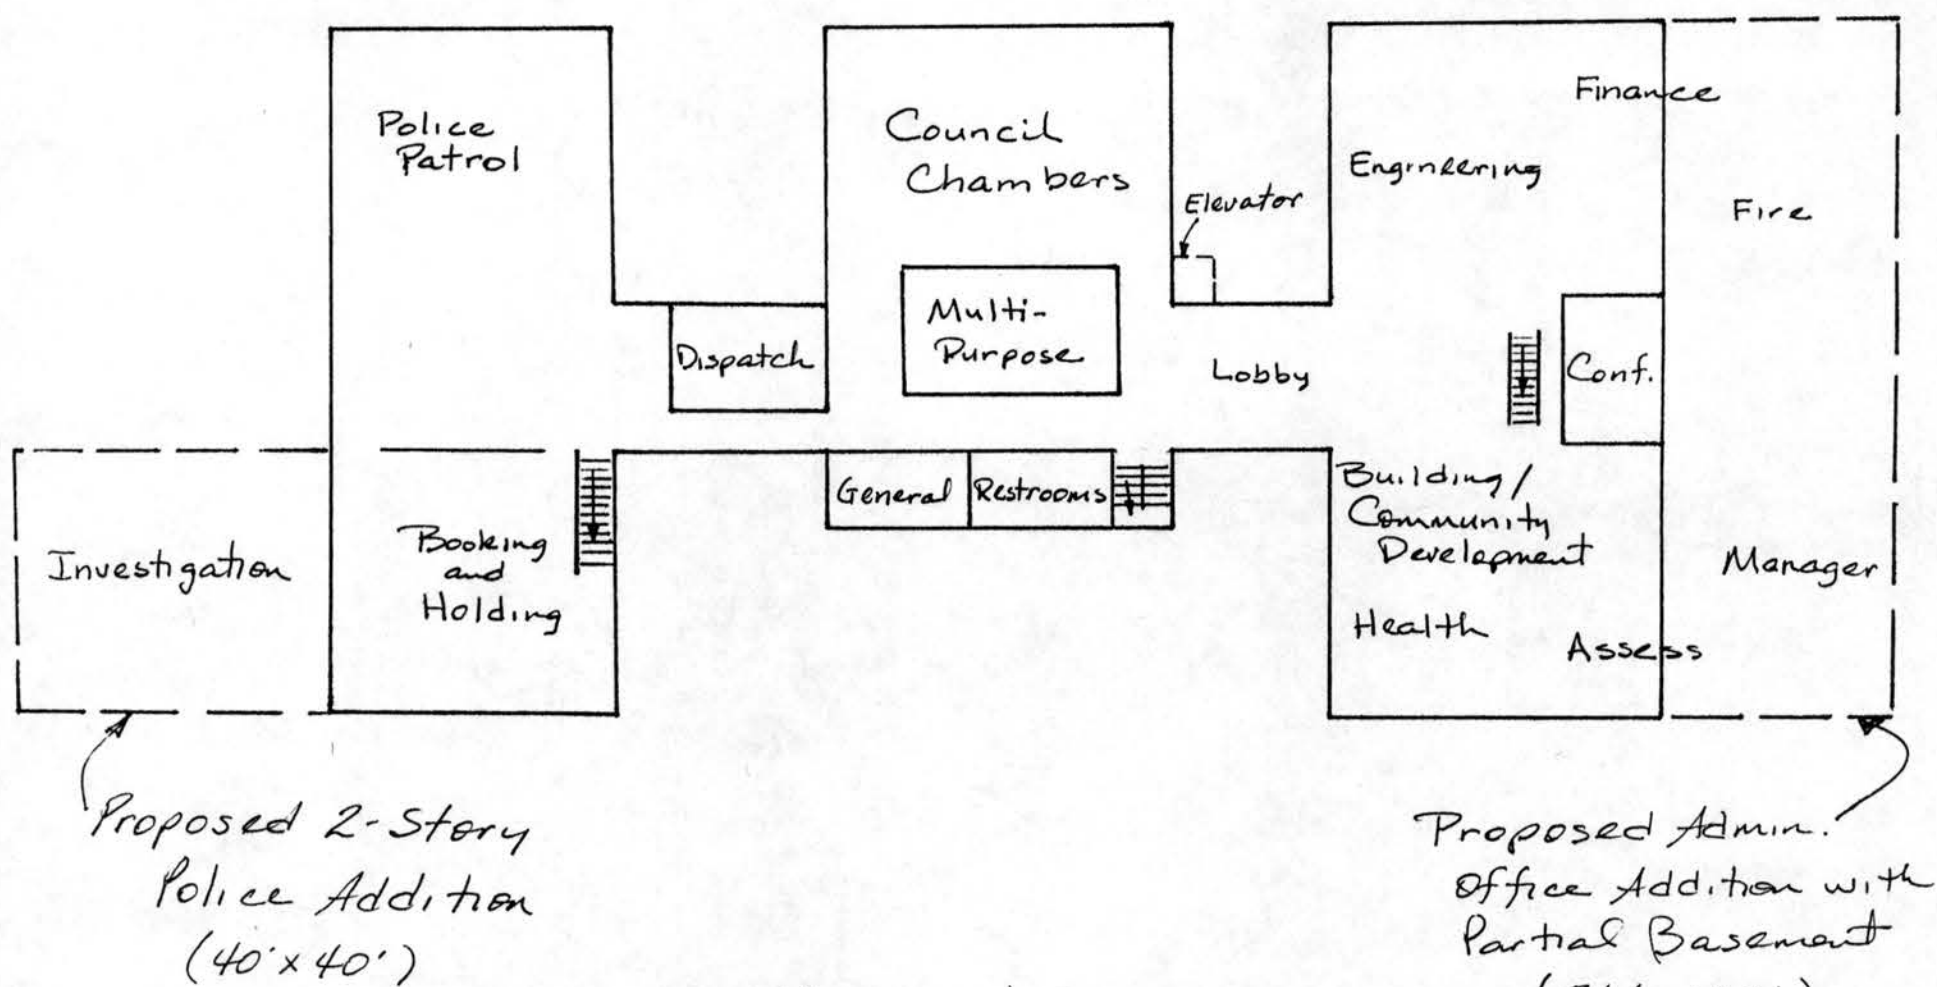 Police
Patrol
Council
Chambers
Elevator
Engineering
Finance
Fire
Multi-
Purpose
Dispatch
Lobby
Conf.
Investigation
Booking
and
Holding
General
Restrooms
Building/
Community
Development
Health
Assess
Manager
Proposed 2-Story
Police Addition
(40'x40')
Proposed Admin.
Office Addition with
Partial Basement